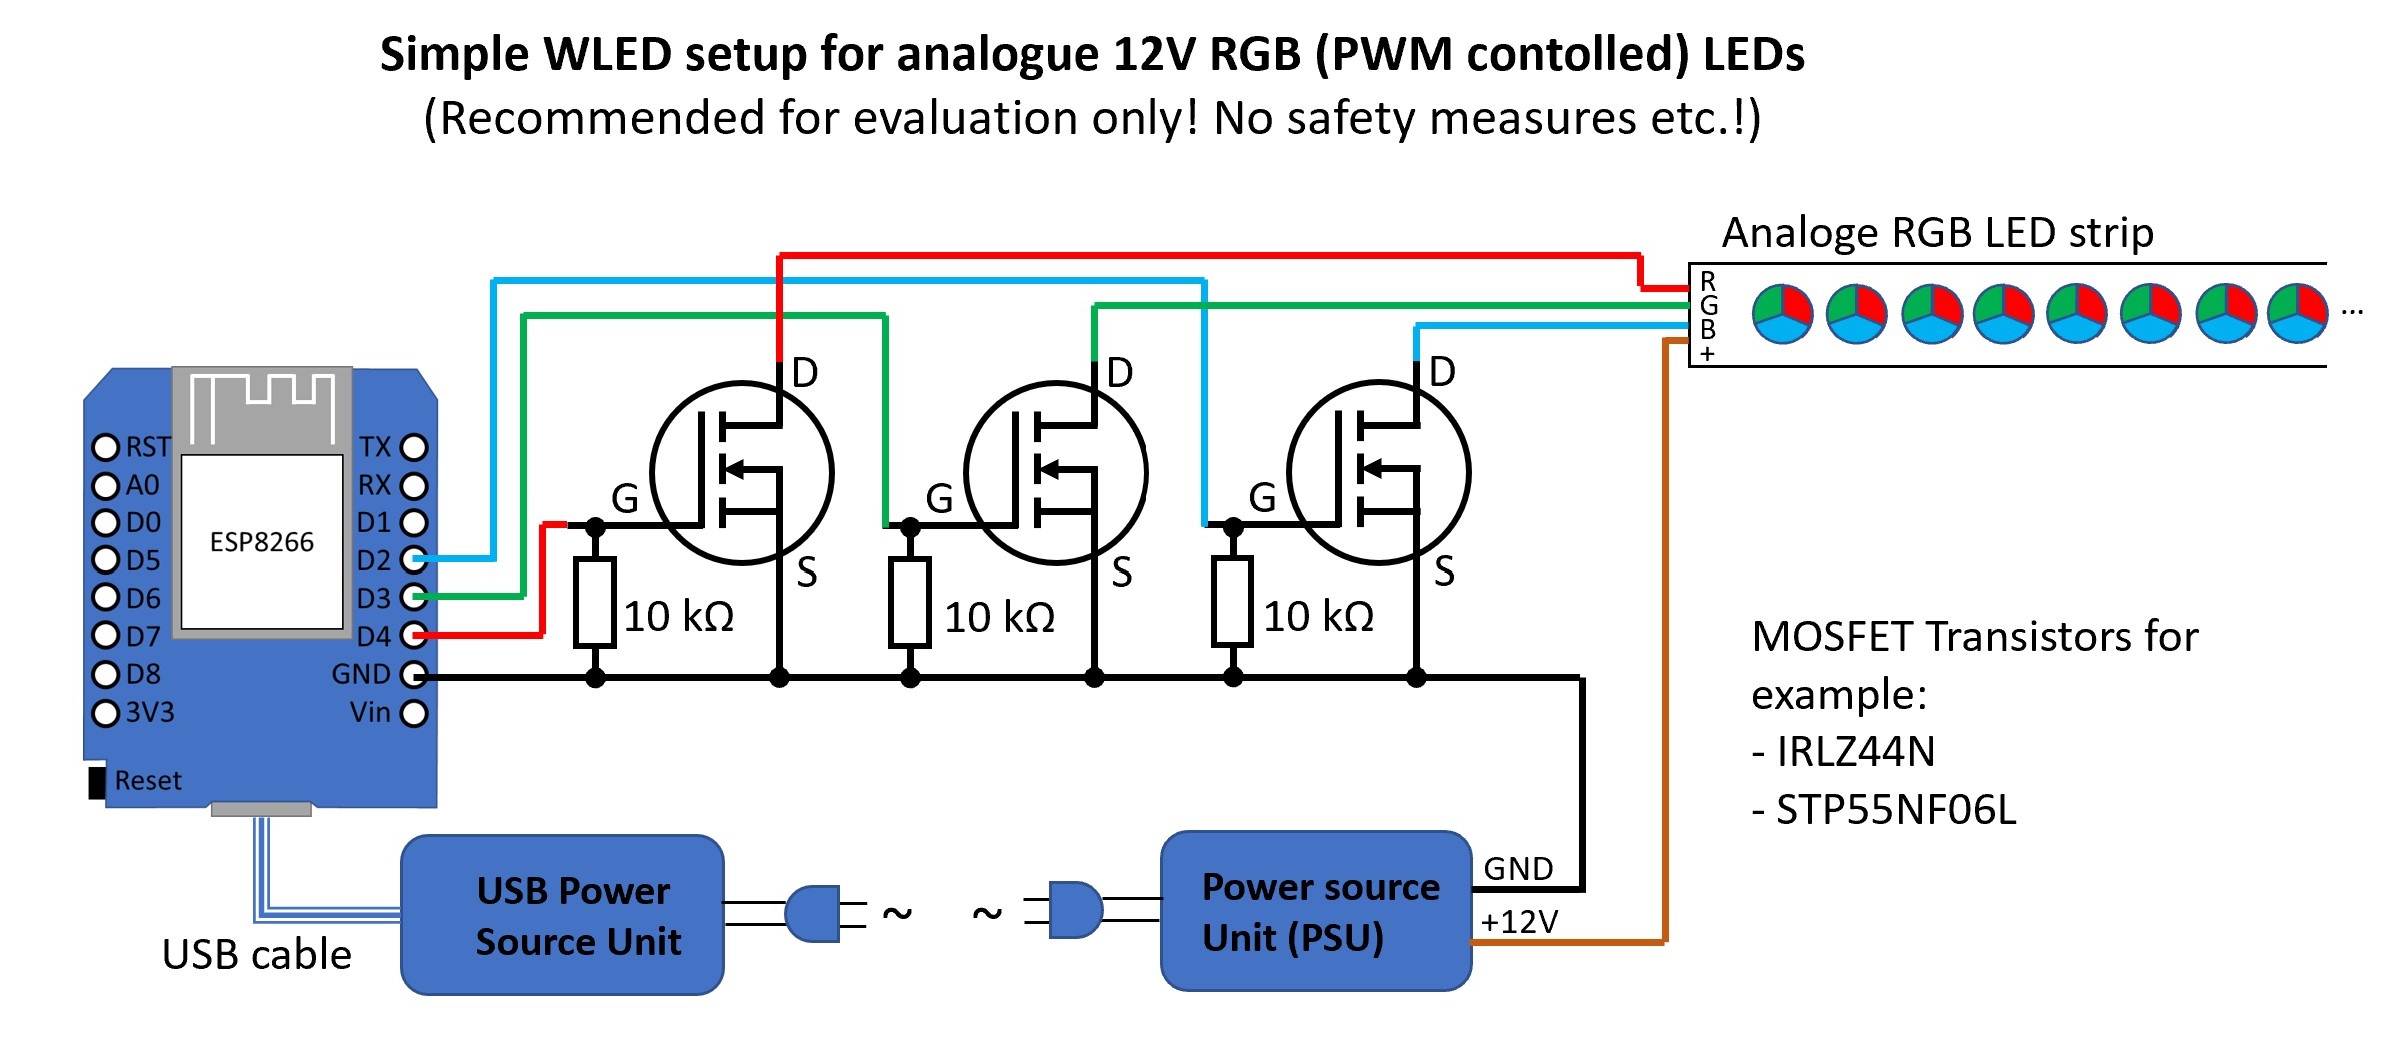 Simple WLED setup for analogue 12V RGB (PWM contolled) LEDs
(Recommended for evaluation only! No safety measures etc.!)
Analoge RGB LED strip
R
G
B
+
...
D
D
D
G
G
G
S
S
S
10 kΩ
10 kΩ
10 kΩ
RST
A0
D0
D5
D6
D7
D8
3V3
ESP8266
TX
RX
D1
D2
D3
D4
GND
Vin
Reset
MOSFET Transistors for
example:
- IRLZ44N
- STP55NF06L
USB cable
USB Power
Source Unit
~
~
Power source
Unit (PSU)
GND
+12V